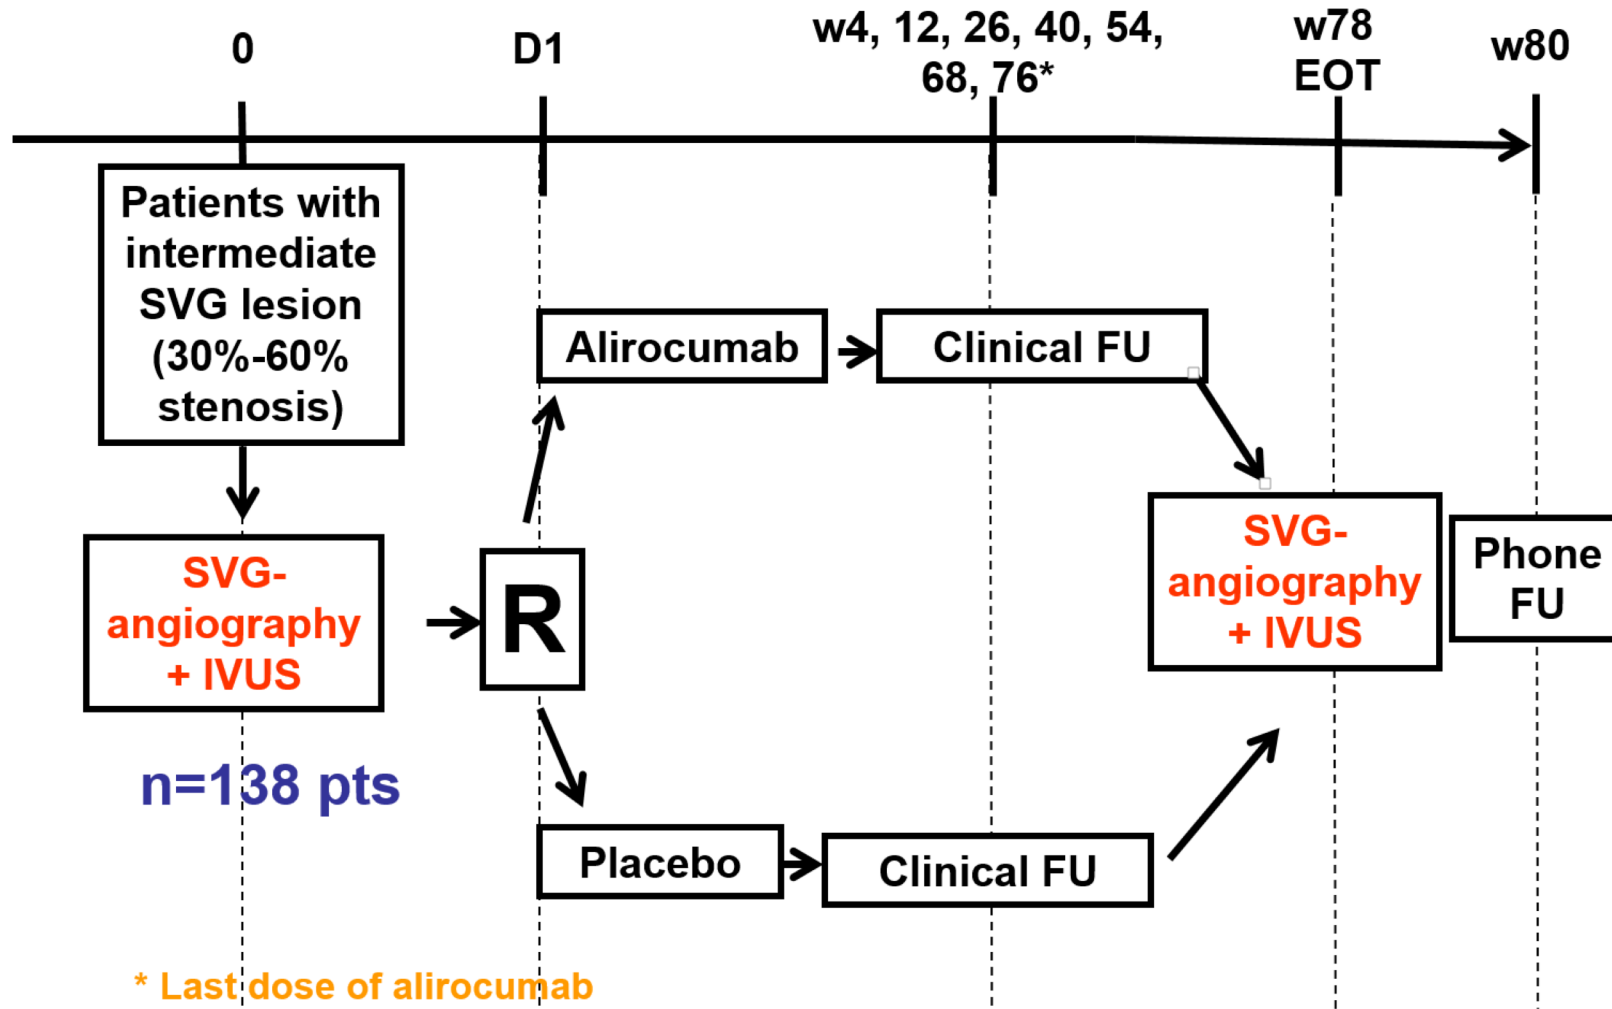 0
D1
w4, 12, 26, 40, 54,
68, 76*
w78
EOT
w80
Patients with
intermediate
SVG lesion
(30%-60%
stenosis)
Alirocumab
Clinical FU
SVG-
angiography
+ IVUS
R
SVG-
angiography
+ IVUS
Phone
FU
n=138 pts
Placebo
Clinical FU
* Last dose of alirocumab